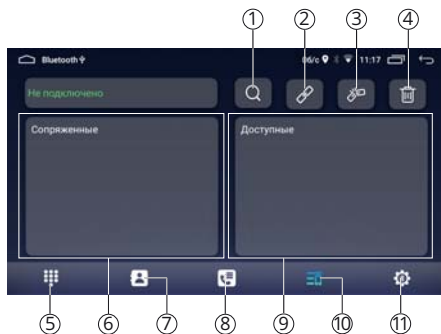 ① ② ③ ④
Bluetooth 06/c 11:17
Не подключено
Сопряженные Доступные
⑤ ⑥ ⑦ ⑧ ⑨ ⑩ ⑪